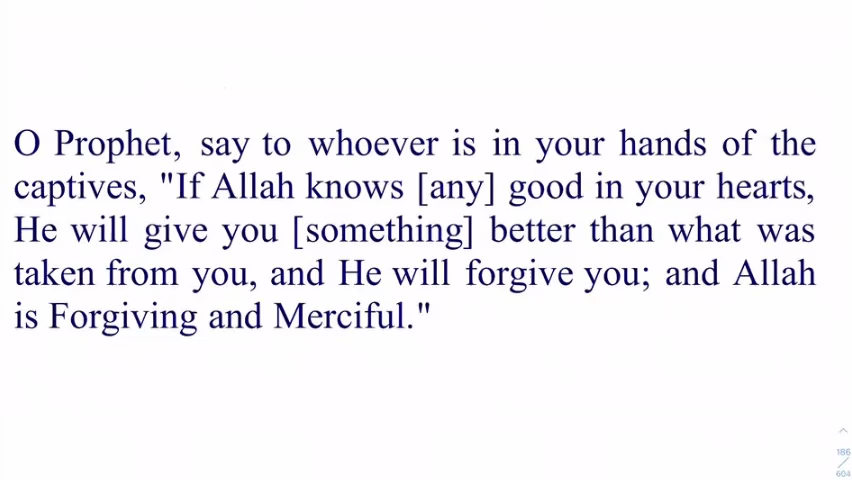 O Prophet, say to whoever is in your hands of the
captives, "If Allah knows [any] good in your hearts,
He will give you [something] better than what was
taken from you, and He will forgive you; and Allah
is Forgiving and Merciful."
186
604